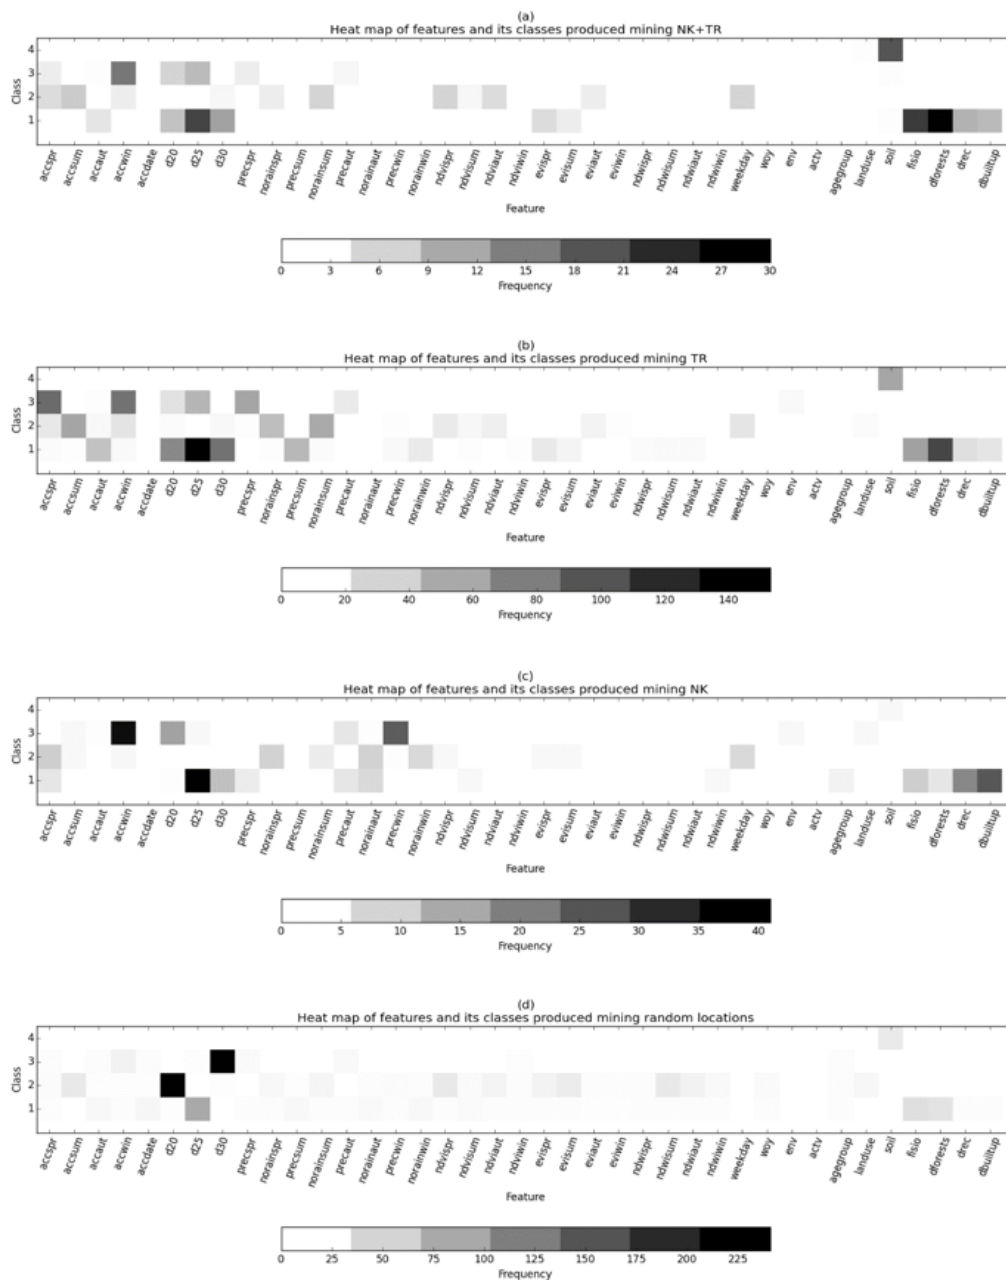 (a)
Heat map of features and its classes produced mining NK+TR
Class
4
3
2
1
accspr accsum accaut accwin accdate d20 d25 d30 precspr norainspr precsum norainsum precaut norainaut precwin norainwin ndvispr ndvisum ndviaut ndviwin evispr evisum eviaut eviwin ndwispr ndwisum ndwiaut ndwiwin weekday woy env actv agegroup landuse soil fisio dforests drec dbuiltup
Feature
0 3 6 9 12 15 18 21 24 27 30
Frequency
(b)
Heat map of features and its classes produced mining TR
Class
4
3
2
1
accspr accsum accaut accwin accdate d20 d25 d30 precspr norainspr precsum norainsum precaut norainaut precwin norainwin ndvispr ndvisum ndviaut ndviwin evispr evisum eviaut eviwin ndwispr ndwisum ndwiaut ndwiwin weekday woy env actv agegroup landuse soil fisio dforests drec dbuiltup
Feature
0 20 40 60 80 100 120 140
Frequency
(c)
Heat map of features and its classes produced mining NK
Class
4
3
2
1
accspr accsum accaut accwin accdate d20 d25 d30 precspr norainspr precsum norainsum precaut norainaut precwin norainwin ndvispr ndvisum ndviaut ndviwin evispr evisum eviaut eviwin ndwispr ndwisum ndwiaut ndwiwin weekday woy env actv agegroup landuse soil fisio dforests drec dbuiltup
Feature
0 5 10 15 20 25 30 35 40
Frequency
(d)
Heat map of features and its classes produced mining random locations
Class
4
3
2
1
accspr accsum accaut accwin accdate d20 d25 d30 precspr norainspr precsum norainsum precaut norainaut precwin norainwin ndvispr ndvisum ndviaut ndviwin evispr evisum eviaut eviwin ndwispr ndwisum ndwiaut ndwiwin weekday woy env actv agegroup landuse soil fisio dforests drec dbuiltup
Feature
0 25 50 75 100 125 150 175 200 225
Frequency